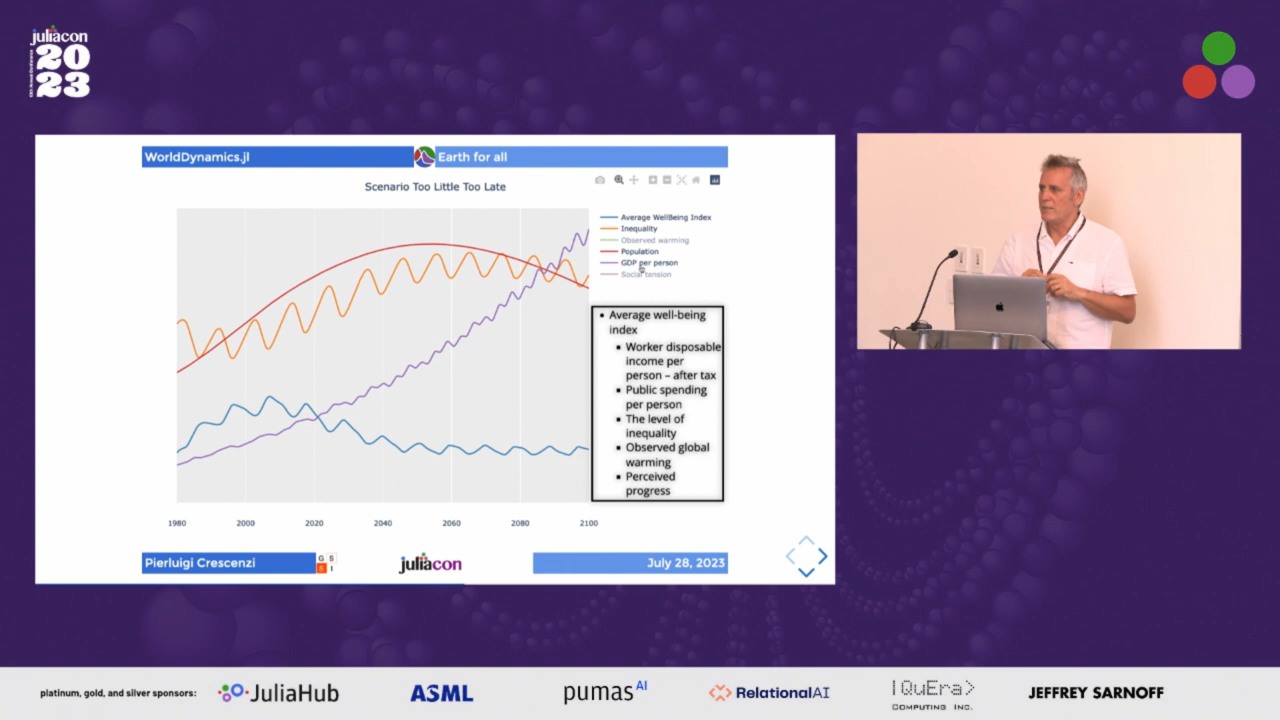 juliacon
20
23
WorldDynamics.jl
Earth for all
Scenario Too Little Too Late
Average WellBeing Index
Inequality
Observed warming
Population
GDP per person
Social tension
• Average well-being
index
▪ Worker disposable
income per
person – after tax
▪ Public spending
per person
▪ The level of
inequality
▪ Observed global
warming
▪ Perceived
progress
1980 2000 2020 2040 2060 2080 2100
Pierluigi Crescenzi
G S
S I
juliacon
July 28, 2023
platinum, gold, and silver sponsors:
JuliaHub
ASML
pumas AI
RelationalAI
|QuEra>
COMPUTING INC.
JEFFREY SARNOFF